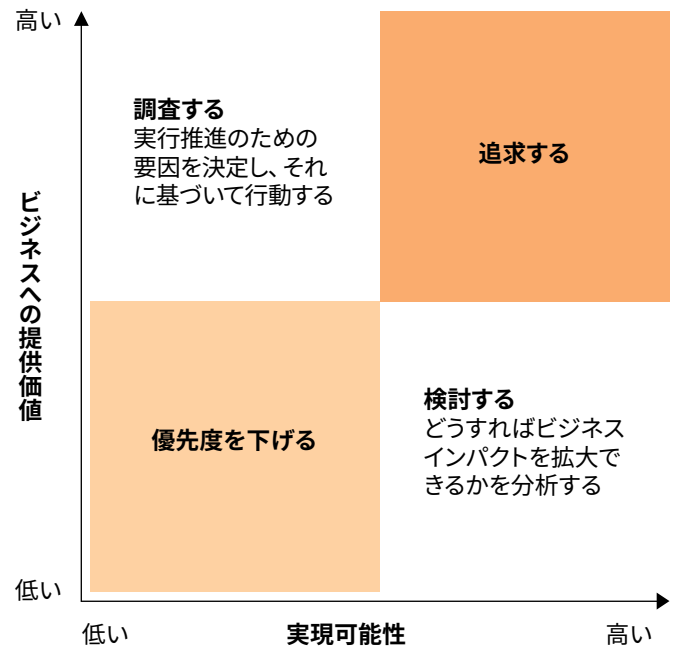 高い
調査する
実行推進のための
要因を決定し、それ
に基づいて行動する
追求する
ビジネスへの提供価値
優先度を下げる
検討する
どうすればビジネス
インパクトを拡大で
きるかを分析する
低い
低い
実現可能性
高い